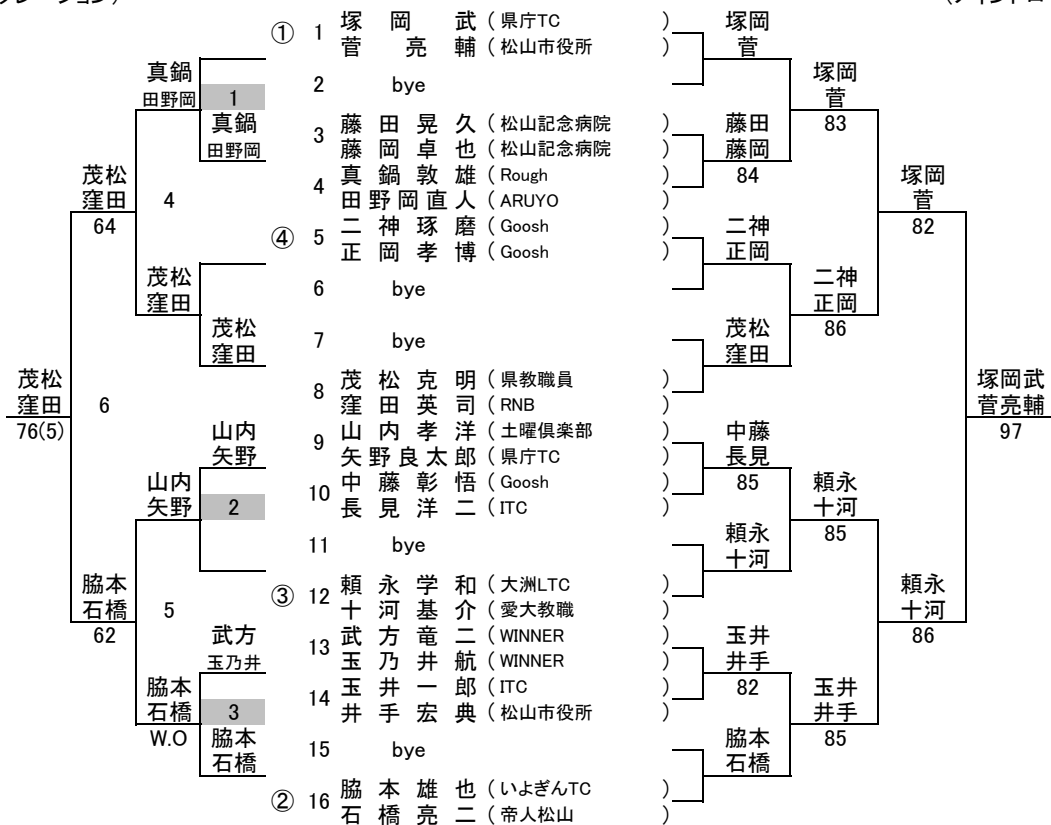 ① 1 塚岡武(県庁TC) 塚岡
菅亮輔(松山市役所) 菅
真鍋 2 bye 塚岡
田野岡 1 菅
真鍋 3 藤田晃久(松山記念病院) 藤田 83
田野岡 藤岡卓也(松山記念病院) 藤岡
茂松 4 真鍋敦雄(Rough) 84 塚岡
窪田 4 田野岡直人(ARUYO) 菅
64 ④ 5 二神琢磨(Goosh) 二神 82
正岡孝博(Goosh) 正岡
茂松 6 bye 二神
窪田 正岡
茂松 7 bye 茂松 86
窪田 窪田
茂松 8 茂松克明(県教職員) 塚岡武
窪田 6 窪田英司(RNB) 菅亮輔
76(5) 山内 9 山内孝洋(土曜倶楽部) 中藤 97
矢野 矢野良太郎(県庁TC) 長見
山内 10 中藤彰悟(Goosh) 85 頼永
矢野 2 長見洋二(ITC) 十河
11 bye 頼永 85
十河
脇本 ③ 12 頼永学和(大洲LTC) 頼永
石橋 5 十河基介(愛大教職) 十河
62 武方 13 武方竜二(WINNER) 玉井 86
玉乃井 玉乃井航(WINNER) 井手
脇本 14 玉井一郎(ITC) 82 玉井
石橋 3 井手宏典(松山市役所) 井手
W.O 脇本 15 bye 脇本 85
石橋 石橋
② 16 脇本雄也(いよぎんTC)
石橋亮二(帝人松山)